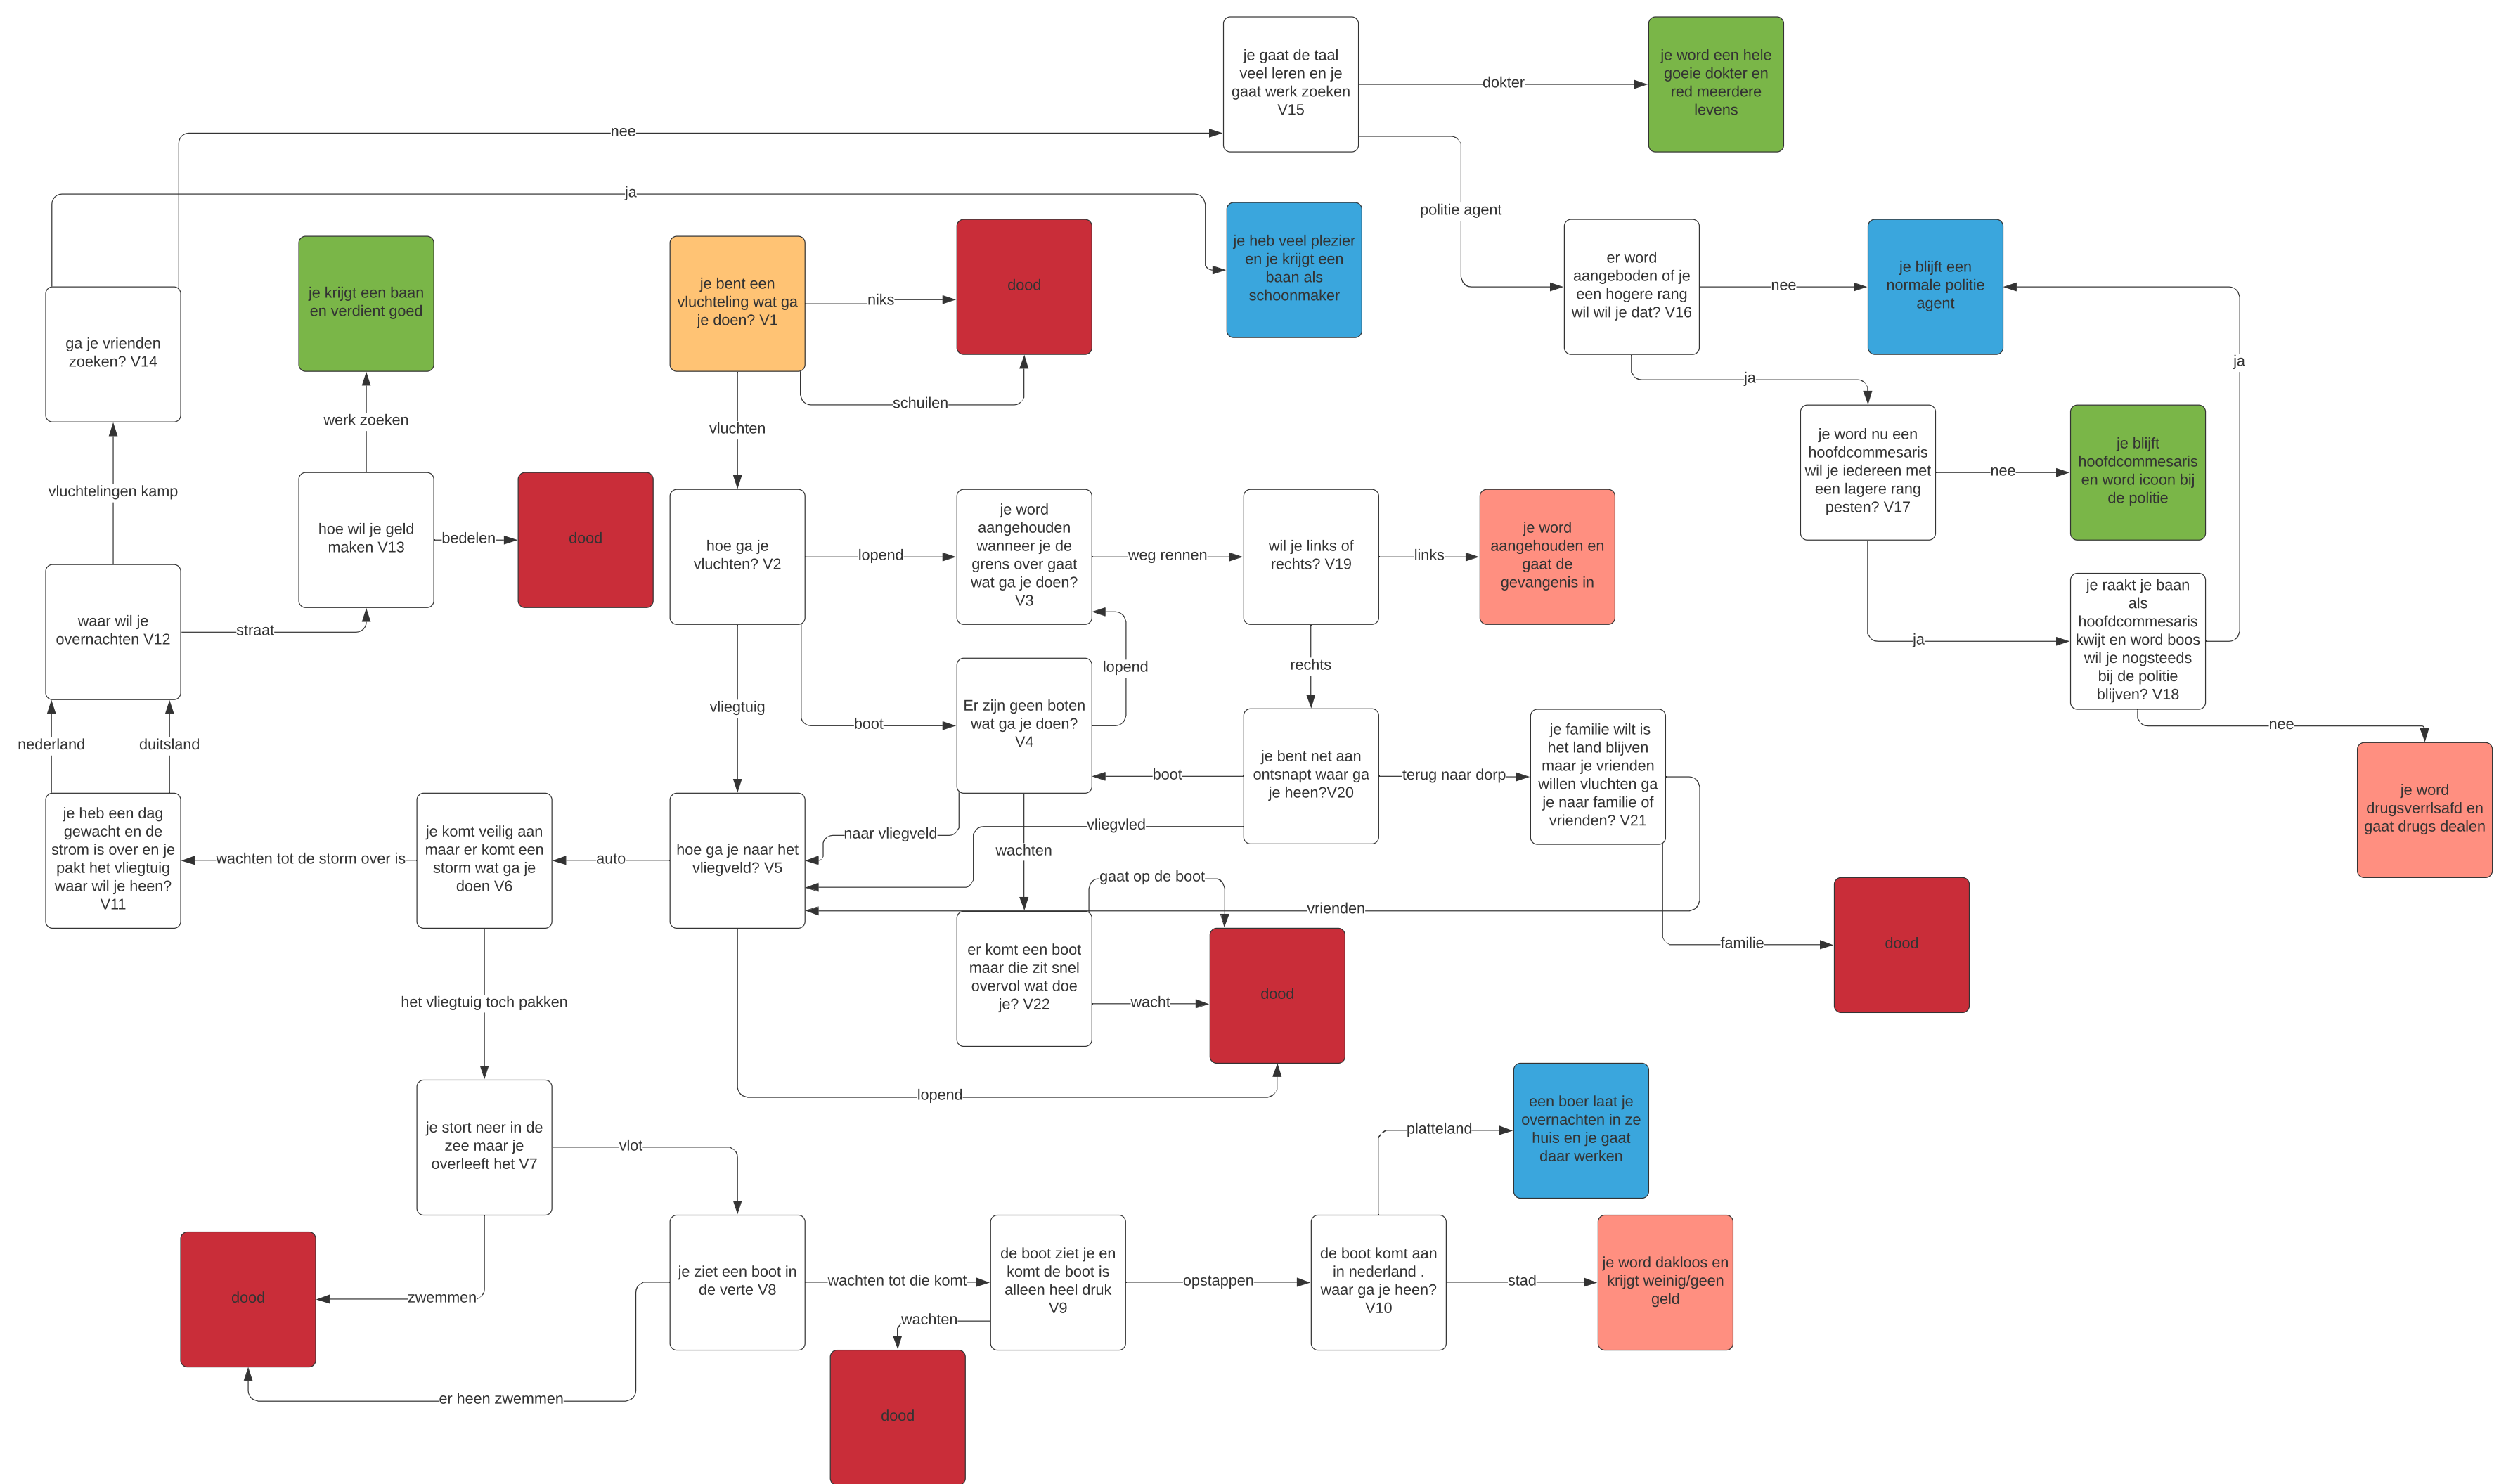 je gaat de taal
veel leren en je
gaat werk zoeken
V15
dokter
je word een hele
goeie dokter en
red meerdere
levens
nee
ja
politie agent
je krijgt een baan
en verdient goed
je bent een
vluchteling wat ga
je doen? V1
niks
dood
je heb veel plezier
en je krijgt een
baan als
schoonmaker
er word
aangeboden of je
een hogere rang
wil wil je dat? V16
nee
je blijft een
normale politie
agent
ga je vrienden
zoeken? V14
werk zoeken
schuilen
vluchten
ja
ja
vluchtelingen kamp
hoe wil je geld
maken V13
bedelen
dood
hoe ga je
vluchten? V2
lopend
je word
aangehouden
wanneer je de
grens over gaat
wat ga je doen?
V3
weg rennen
wil je links of
rechts? V19
links
je word
aangehouden en
gaat de
gevangenis in
je word nu een
hoofdcommesaris
wil je iedereen met
een lagere rang
pesten? V17
nee
je blijft
hoofdcommesaris
en word icoon bij
de politie
waar wil je
overnachten V12
straat
vliegtuig
boot
Er zijn geen boten
wat ga je doen?
V4
lopend
rechts
ja
je raakt je baan
als
hoofdcommesaris
kwijt en word boos
wil je nogsteeds
bij de politie
blijven? V18
nee
je word
drugsverrlsafd en
gaat drugs dealen
nederland
duitsland
boot
je bent net aan
ontsnapt waar ga
je heen?V20
terug naar dorp
je familie wilt is
het land blijven
maar je vrienden
willen vluchten ga
je naar familie of
vrienden? V21
je heb een dag
gewacht en de
strom is over en je
pakt het vliegtuig
waar wil je heen?
V11
wachten tot de storm over is
je komt veilig aan
maar er komt een
storm wat ga je
doen V6
auto
hoe ga je naar het
vliegveld? V5
naar vliegveld
wachten
vliegvled
gaat op de boot
vrienden
familie
dood
er komt een boot
maar die zit snel
overvol wat doe
je? V22
wacht
dood
het vliegtuig toch pakken
lopend
je stort neer in de
zee maar je
overleeft het V7
vlot
platteland
een boer laat je
overnachten in ze
huis en je gaat
daar werken
dood
zwemmen
je ziet een boot in
de verte V8
wachten tot die komt
de boot ziet je en
komt de boot is
alleen heel druk
V9
opstappen
de boot komt aan
in nederland .
waar ga je heen?
V10
stad
je word dakloos en
krijgt weinig/geen
geld
wachten
er heen zwemmen
dood